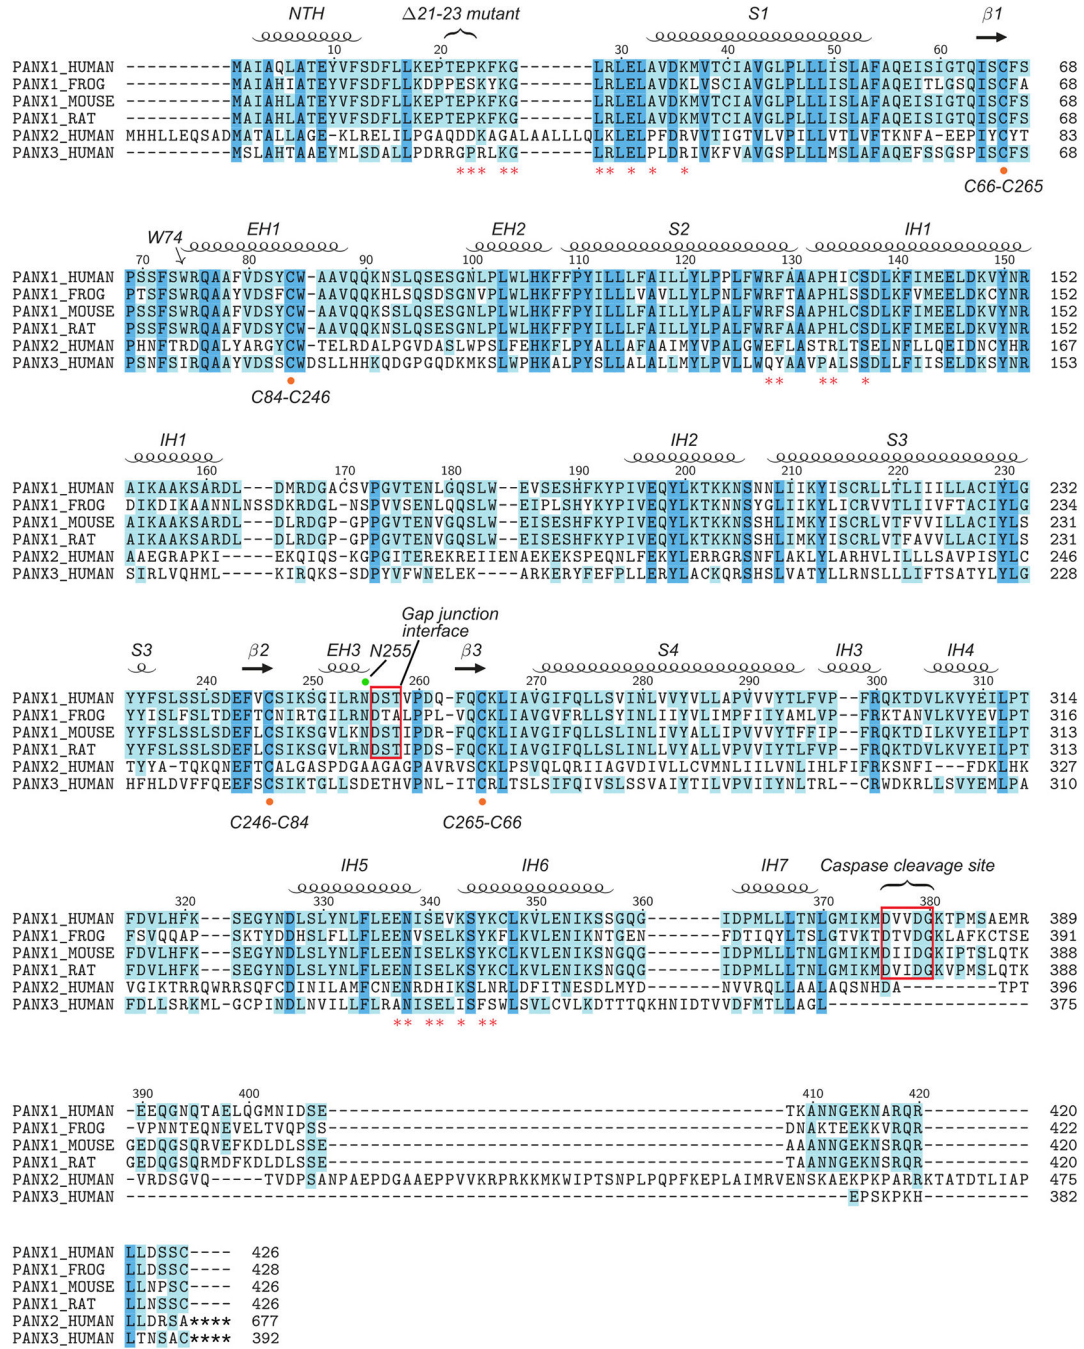 NTH Δ21-23 mutant S1 β1
10 20 30 40 50 60
PANX1_HUMAN ----------MAIAQLATEYVFSDFLLKEPTEPKFKG-------LRLELAVDKMVTCIAVGLPLLLISLAFAQEISIGTQISCFS 68
PANX1_FROG ----------MAIAHIATEYVFSDFLLKDPPESKYKG-------LRLELAVDKLVSCIAVGLPLLLISLAFAQEITLGSQISCFA 68
PANX1_MOUSE ----------MAIAHLATEYVFSDFLLKEPTEPKFKG-------LRLELAVDKMVTCIAVGLPLLLISLAFAQEISIGTQISCFS 68
PANX1_RAT ----------MAIAHLATEYVFSDFLLKEPTEPKFKG-------LRLELAVDKMVTCIAVGLPLLLISLAFAQEISIGTQISCFS 68
PANX2_HUMAN MHHLLEQSADMATALLAGE-KLRELILPGAQDDKAGALAALLLQLKLELPFDRVVTIGTVLVPILLVTLVFTKNFA-EEPIYCYT 83
PANX3_HUMAN ----------MSLAHTAAEYMLSDALLPDRRGPRLKG-------LRLELPLDRIVKFVAVGSPLLLMSLAFAQEFSSGSPISCFS 68
*** ** ** * * *
C66-C265
W74 EH1 EH2 S2 IH1
70 80 90 100 110 120 130 140 150
PANX1_HUMAN PSSFSWRQAAFVDSYCW-AAVQQKNSLQSESGNLPLWLHKFFPYILLLFAILLYLPPLFWRFAAAPHICSDLKFIMEELDKVYNR 152
PANX1_FROG PTSFSWRQAAYVDSFCW-AAVQQKHLSQSDSGNVPLWLHKFFPYILLLVAVLLYLPNLFWRFTAAPHLSSDLKFVMEELDKCYNR 152
PANX1_MOUSE PSSFSWRQAAFVDSYCW-AAVQQKSSLQSESGNLPLWLHKFFPYILLLFAILLYLPALFWRFSAAPHLCSDLKFIMEELDKVYNR 152
PANX1_RAT PSSFSWRQAAFVDSYCW-AAVQQKNSLQSESGNLPLWLHKFFPYILLLFAILLYLPALFWRFAAAPHLCSDLKFIMEELDKVYNR 152
PANX2_HUMAN PHNFTRDQALYARGYCW-TELRDALPGVDASLWPSLFEHKFLPYALLAFAAIMYVPALGWEFLASTRLTSELNFLLQEIDNCYHR 167
PANX3_HUMAN PSNFSIRQAAYVDSSCWDSLLHHKQDGPGQDKMKSLWPHKALPYSLLALALLMYLPVLLWQYAAVPALSSDLLFIISELDKSYNR 153
** ** *
C84-C246
IH1 IH2 S3
160 170 180 190 200 210 220 230
PANX1_HUMAN AIKAAKSARDL---DMRDGACSVPGVTENLGQSLW--EVSESHFKYPIVEQYLKTKKNSNNLIIKYISCRLLTLIIILLACIYLG 232
PANX1_FROG DIKDIKAANNLNSSDKRDGL-NSPVVSENLQQSLW--EIPLSHYKYPIVEQYLKTKKNSYGLIIKYLICRVVTLIIVFTACIYLG 234
PANX1_MOUSE AIKAAKSARDL---DLRDGP-GPPGVTENVGQSLW--EISESHFKYPIVEQYLKTKKNSSHLIMKYISCRLVTFVVILLACIYLS 231
PANX1_RAT AIKAAKSARDL---DLRDGP-GPPGVTENVGQSLW--EISESHFKYPIVEQYLKTKKNSSHLIMKYISCRLVTFAVVLLACIYLS 231
PANX2_HUMAN AAEGRAPKI-----EKQIQS-KGPGITEREKREIIENAEKEKSPEQNLFEKYLERRGRSNFLAKLYLARHVLILLLSAVPISYLC 246
PANX3_HUMAN SIRLVQHML-----KIRQKS-SDPYVFWNELEK----ARKERYFEFPLLERYLACKQRSHSLVATYLLRNSLLLIFTSATYLYLG 228
Gap junction
interface
S3 β2 EH3 N255 β3 S4 IH3 IH4
240 250 260 270 280 290 300 310
PANX1_HUMAN YYFSLSSLSDEFVCSIKSGILRNDSTVPDQ-FQCKLIAVGIFQLLSVINLVVYVLLAPVVVYTLFVP--FRQKTDVLKVYEILPT 314
PANX1_FROG YYISLFSLTDEFTCNIRTGILRNDTALPPL-VQCKLIAVGVFRLLSYINLIIYVLIMPFIIYAMLVP--FRKTANVLKVYEVLPT 316
PANX1_MOUSE YYFSLSSLSDEFLCSIKSGVLKNDSTIPDR-FQCKLIAVGIFQLLSLINLIVYALLIPVVVYTFFIP--FRQKTDILKVYEILPT 313
PANX1_RAT YYFSLSSLSDEFLCSIKSGVLRNDSTIPDS-FQCKLIAVGIFQLLSLINLLVYALLVPVVIYTLFVP--FRQKTDVLKVYEILPT 313
PANX2_HUMAN TYYA-TQKQNEFTCALGASPDGAAGAGPAVRVSCKLPSVQLQRIIAGVDIVLLCVMNLIILVNLIHLFIFRKSNFI---FDKLHK 327
PANX3_HUMAN HFHLDVFFQEEFSCSIKTGLLSDETHVPNL-ITCRLTSLSIFQIVSLSSVAIYTILVPVIIYNLTRL--CRWDKRLLSVYEMLPA 310
C246-C84 C265-C66
IH5 IH6 IH7 Caspase cleavage site
320 330 340 350 360 370 380
PANX1_HUMAN FDVLHFK---SEGYNDLSLYNLFLEENISEVKSYKCLKVLENIKSSGQG------IDPMLLLTNLGMIKMDVVDGKTPMSAEMR 389
PANX1_FROG FSVQQAP---SKTYDDHSLFLLFLEENVSELKSYKFLKVLENIKNTGEN------FDTIQYLTSLGTVKTDTVDGKLAFKCTSE 391
PANX1_MOUSE FDVLHFK---SEGYNDLSLYNLFLEENISELKSYKCLKVLENIKSNGQG------IDPMLLLTNLGMIKMDIIDGKIPTSLQTK 388
PANX1_RAT FDVLHFK---SEGYNDLSLYNLFLEENISELKSYKCLKVLENIKSNGQG------IDPMLLLTNLGMIKMDVIDGKVPMSLQTK 388
PANX2_HUMAN VGIKTRRQWRRSQFCDINILAMFCNENRDHIKSLNRLDFITNESDLMYD------NVVRQLLAALAQSNHDA---------TPT 396
PANX3_HUMAN FDLLSRKML-GCPINDLNVILLFLRANISELISFSWLSVLCVLKDTTTQKHNIDTVVDFMTLLAGL------------------ 375
** ** * **
390 400 410 420
PANX1_HUMAN -EEQGNQTAELQGMNIDSE-------------------------------------------TKANNGEKNARQR---------- 420
PANX1_FROG -VPNNTEQNEVELTVQPSS-------------------------------------------DNAKTEEKKVRQR---------- 422
PANX1_MOUSE GEDQGSQRVEFKDLDLSSE-------------------------------------------AAANNGEKNSRQR---------- 420
PANX1_RAT GEDQGSQRMDFKDLDLSSE-------------------------------------------TAANNGEKNSRQR---------- 420
PANX2_HUMAN -VRDSGVQ-----TVDPSANPAEPDGAAEPPVVKRPRKKMKWIPTSNPLPQPFKEPLAIMRVENSKAEKPKPARRKTATDTLIAP 475
PANX3_HUMAN --------------------------------------------------------------------EPSKPKH---------- 382
PANX1_HUMAN LLDSSC---- 426
PANX1_FROG LLDSSC---- 428
PANX1_MOUSE LLNPSC---- 426
PANX1_RAT LLNSSC---- 426
PANX2_HUMAN LLDRSA**** 677
PANX3_HUMAN LTNSAC**** 392